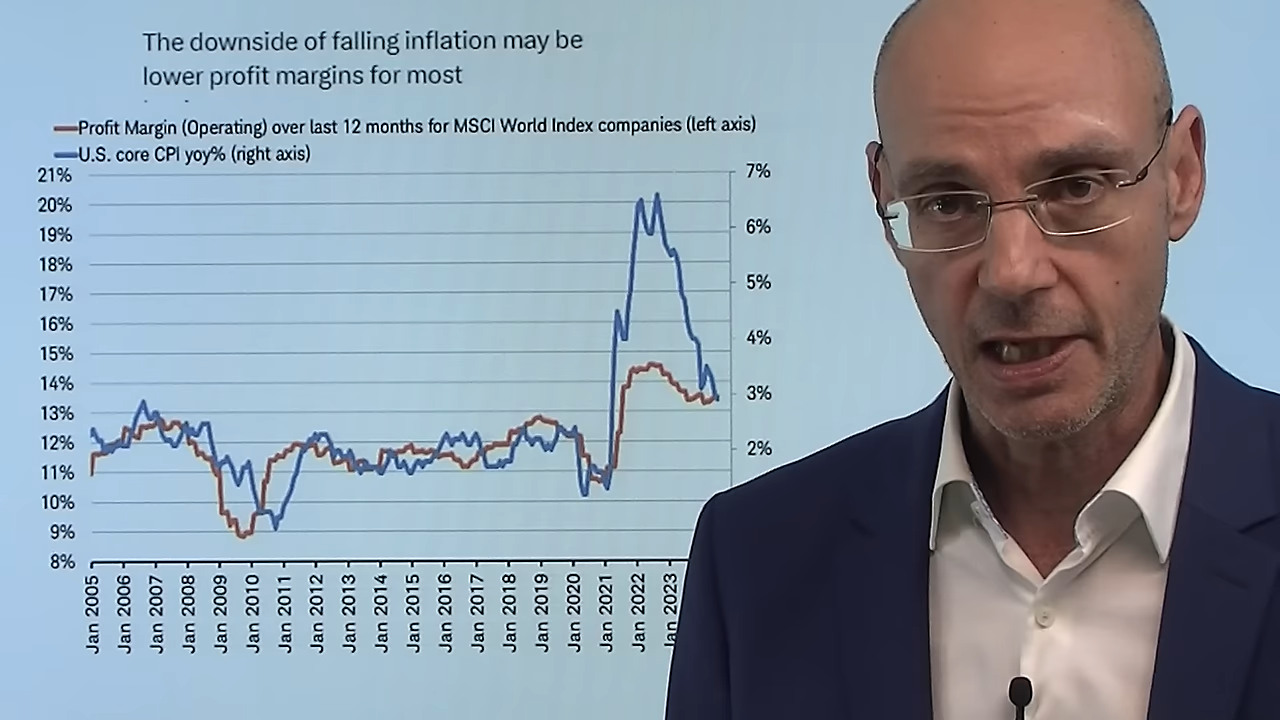 The downside of falling inflation may be
lower profit margins for most
Profit Margin (Operating) over last 12 months for MSCI World Index companies (left axis)
U.S. core CPI yoy% (right axis)
21%
20%
19%
18%
17%
16%
15%
14%
13%
12%
11%
10%
9%
8%
7%
6%
5%
4%
3%
2%
Jan 2005
Jan 2006
Jan 2007
Jan 2008
Jan 2009
Jan 2010
Jan 2011
Jan 2012
Jan 2013
Jan 2014
Jan 2015
Jan 2016
Jan 2017
Jan 2018
Jan 2019
Jan 2020
Jan 2021
Jan 2022
Jan 2023